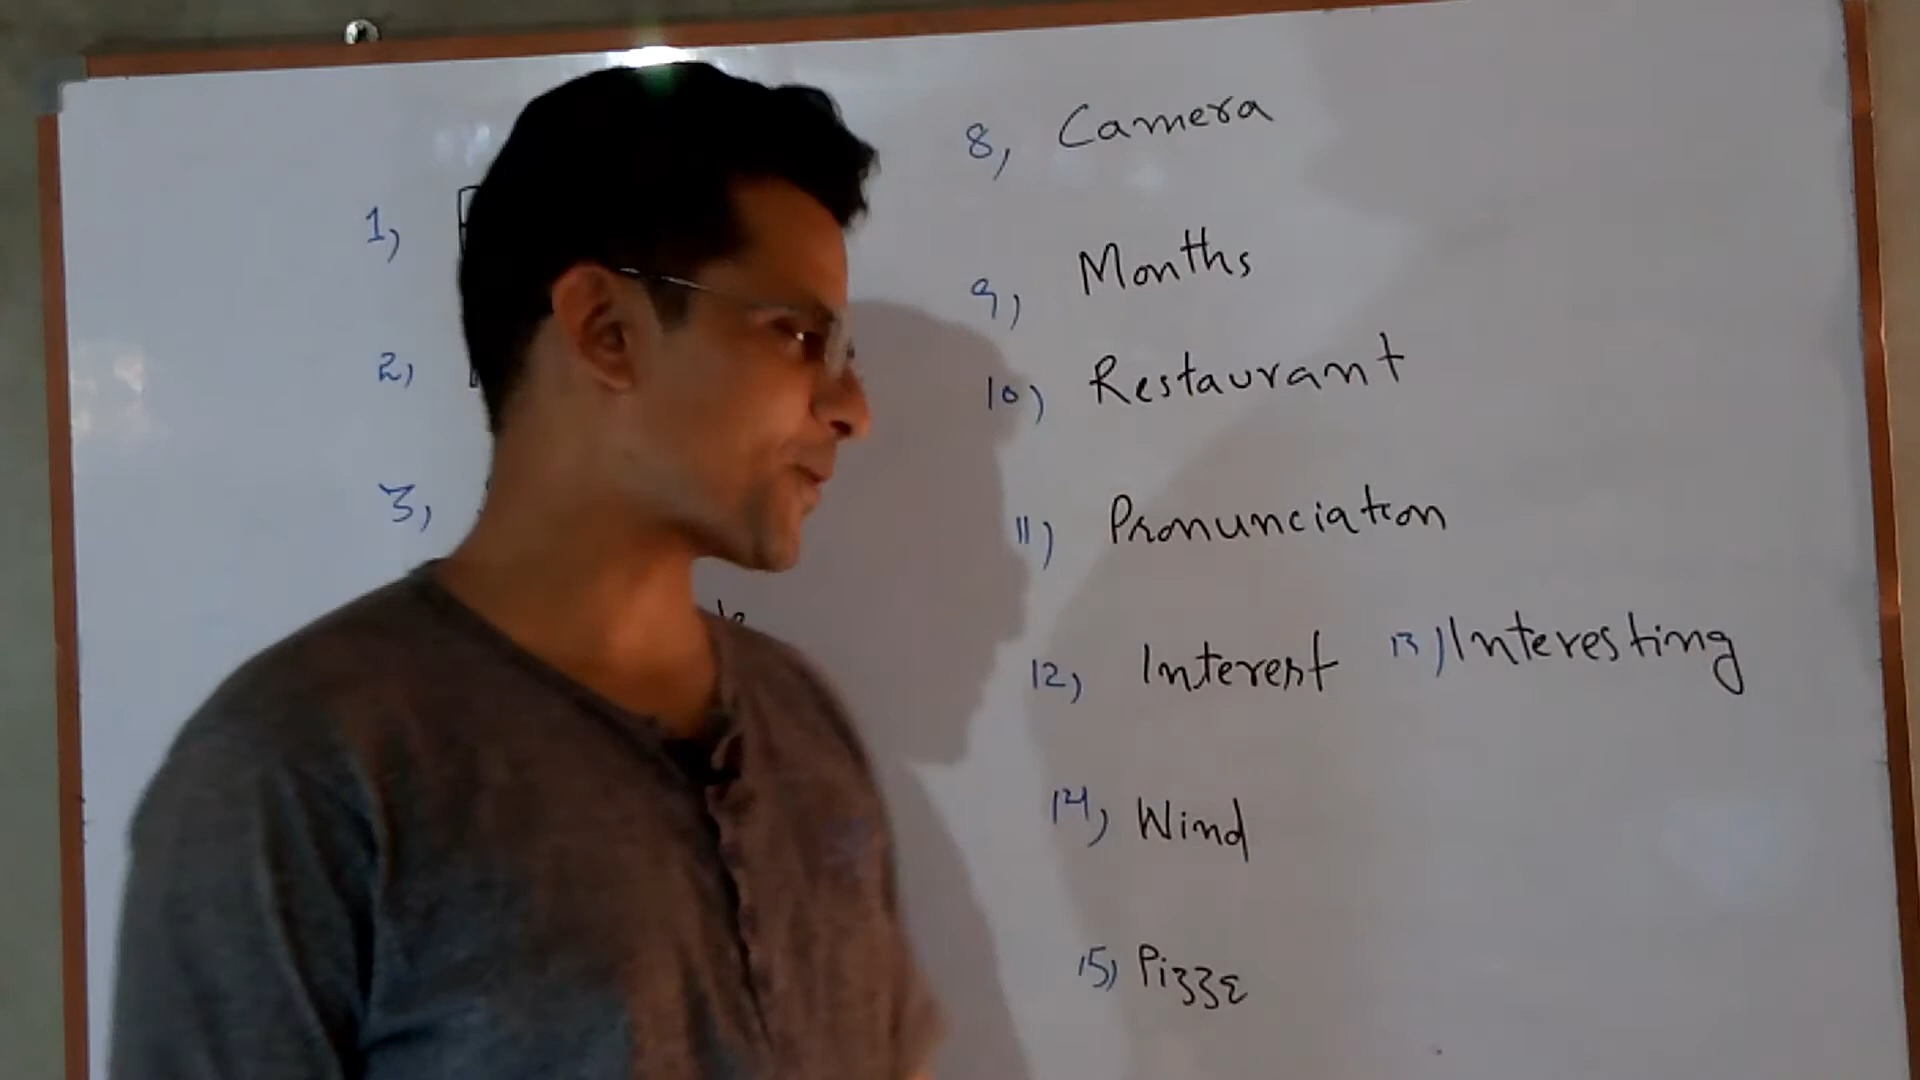 1)
2)
3,
8, Camera
9, Months
10) Restaurant
11) Pronunciation
12, Interest 13) Interesting
14, Wind
15) Pizza